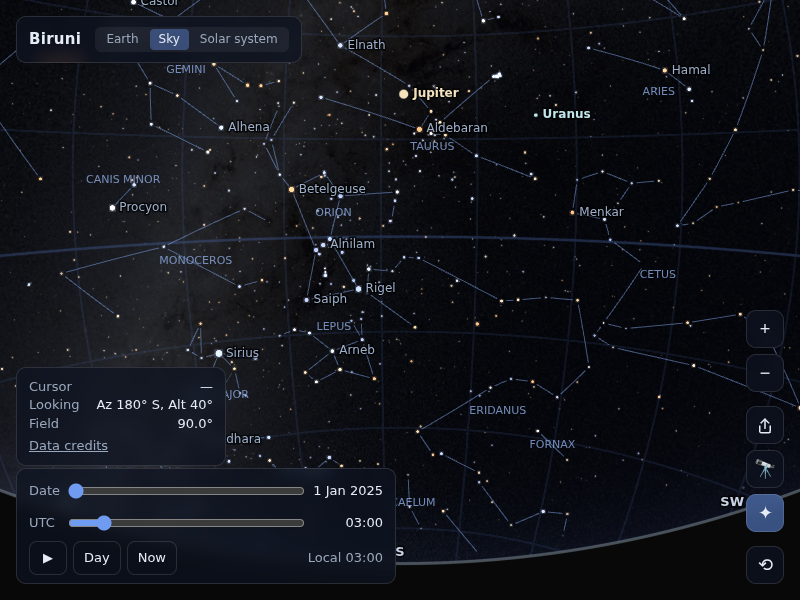 Castor
Biruni Earth Sky Solar system
Elnath
GEMINI
Hamal
Jupiter
ARIES
Uranus
Alhena
Aldebaran
TAURUS
CANIS MINOR
Betelgeuse
Procyon
ORION
Menkar
Alnilam
MONOCEROS
CETUS
Rigel
Saiph
LEPUS
Sirius
Arneb
Cursor —
Looking Az 180° S, Alt 40°
AJOR
Field 90.0°
ERIDANUS
Data credits
dhara
FORNAX
Date 1 Jan 2025
CAELUM
SW
UTC 03:00
S
Day Now Local 03:00